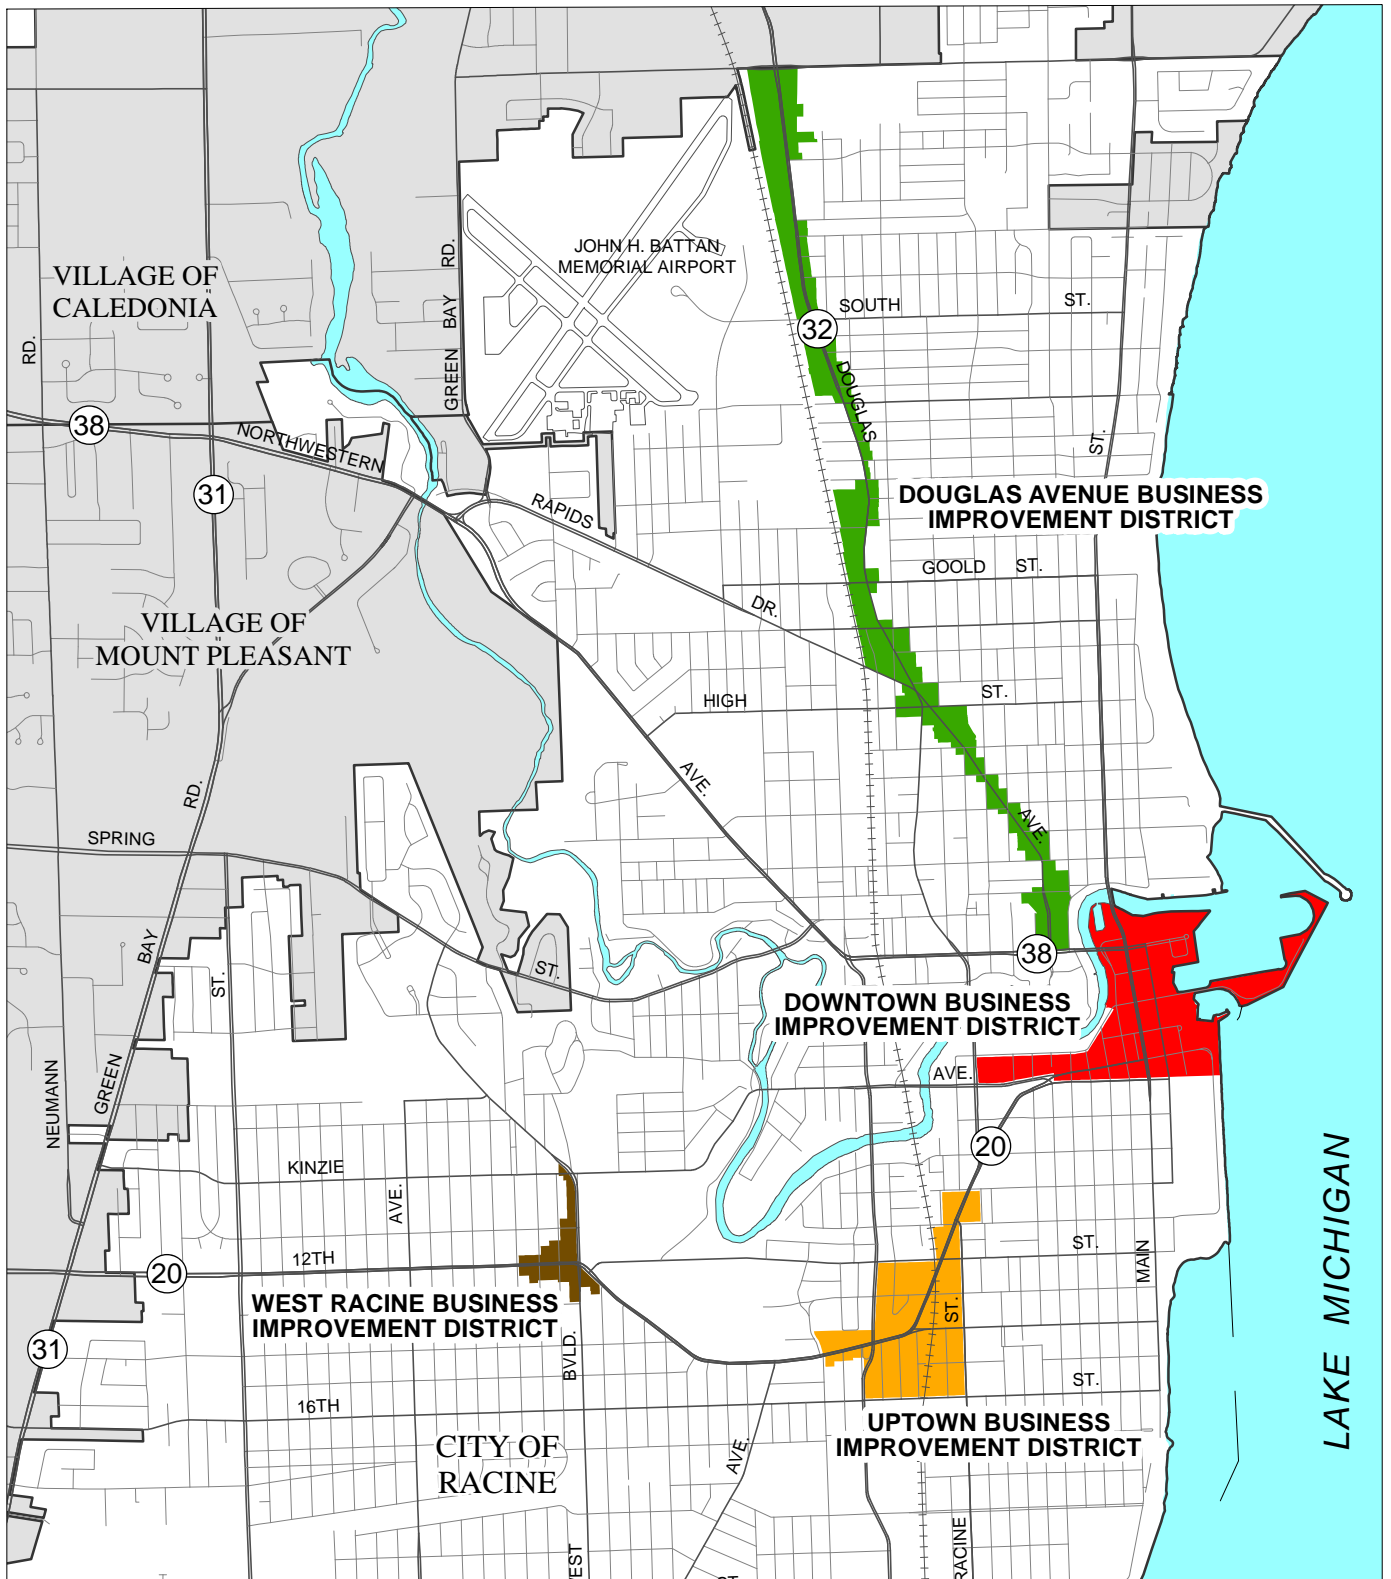 JOHN H. BATTAN
MEMORIAL AIRPORT
RD.
VILLAGE OF
CALEDONIA
BAY
SOUTH
ST.
32
RD.
GREEN
DOUGLAS
38
NORTHWESTERN
ST.
31
RAPIDS
DOUGLAS AVENUE BUSINESS
IMPROVEMENT DISTRICT
GOOLD
ST.
DR.
VILLAGE OF
MOUNT PLEASANT
HIGH
ST.
AVE.
RD.
AVE.
SPRING
BAY
ST.
ST.
38
DOWNTOWN BUSINESS
IMPROVEMENT DISTRICT
AVE.
GREEN
NEUMANN
20
KINZIE
AVE.
LAKE MICHIGAN
12TH
ST.
MAIN
20
WEST RACINE BUSINESS
IMPROVEMENT DISTRICT
ST.
31
BVLD.
16TH
ST.
UPTOWN BUSINESS
IMPROVEMENT DISTRICT
CITY OF
RACINE
AVE.
RACINE